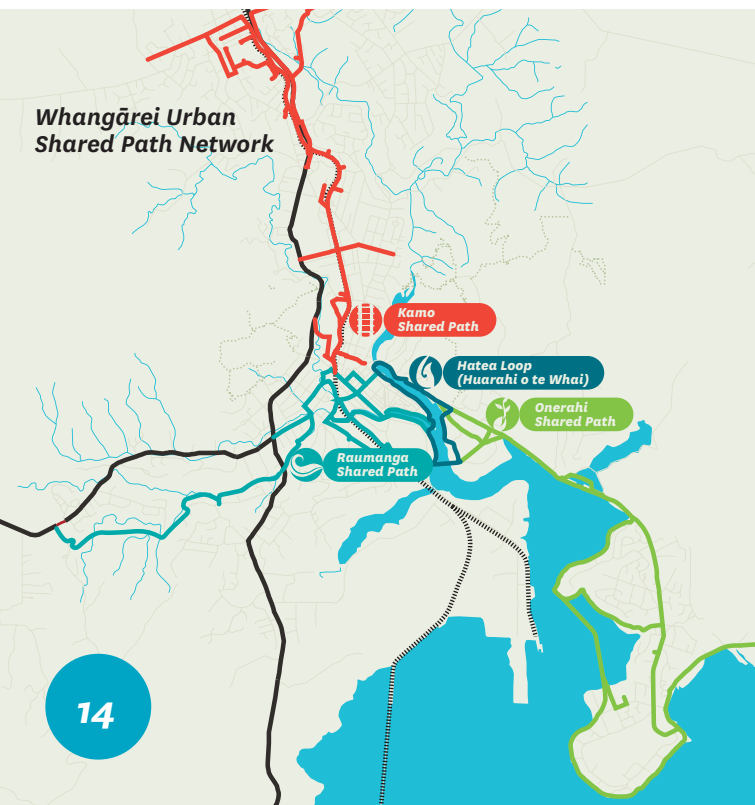 Whangārei Urban
Shared Path Network
Kamo
Shared Path
Hatea Loop
(Huarahi o te Whai)
Onerahi
Shared Path
Raumanga
Shared Path
14